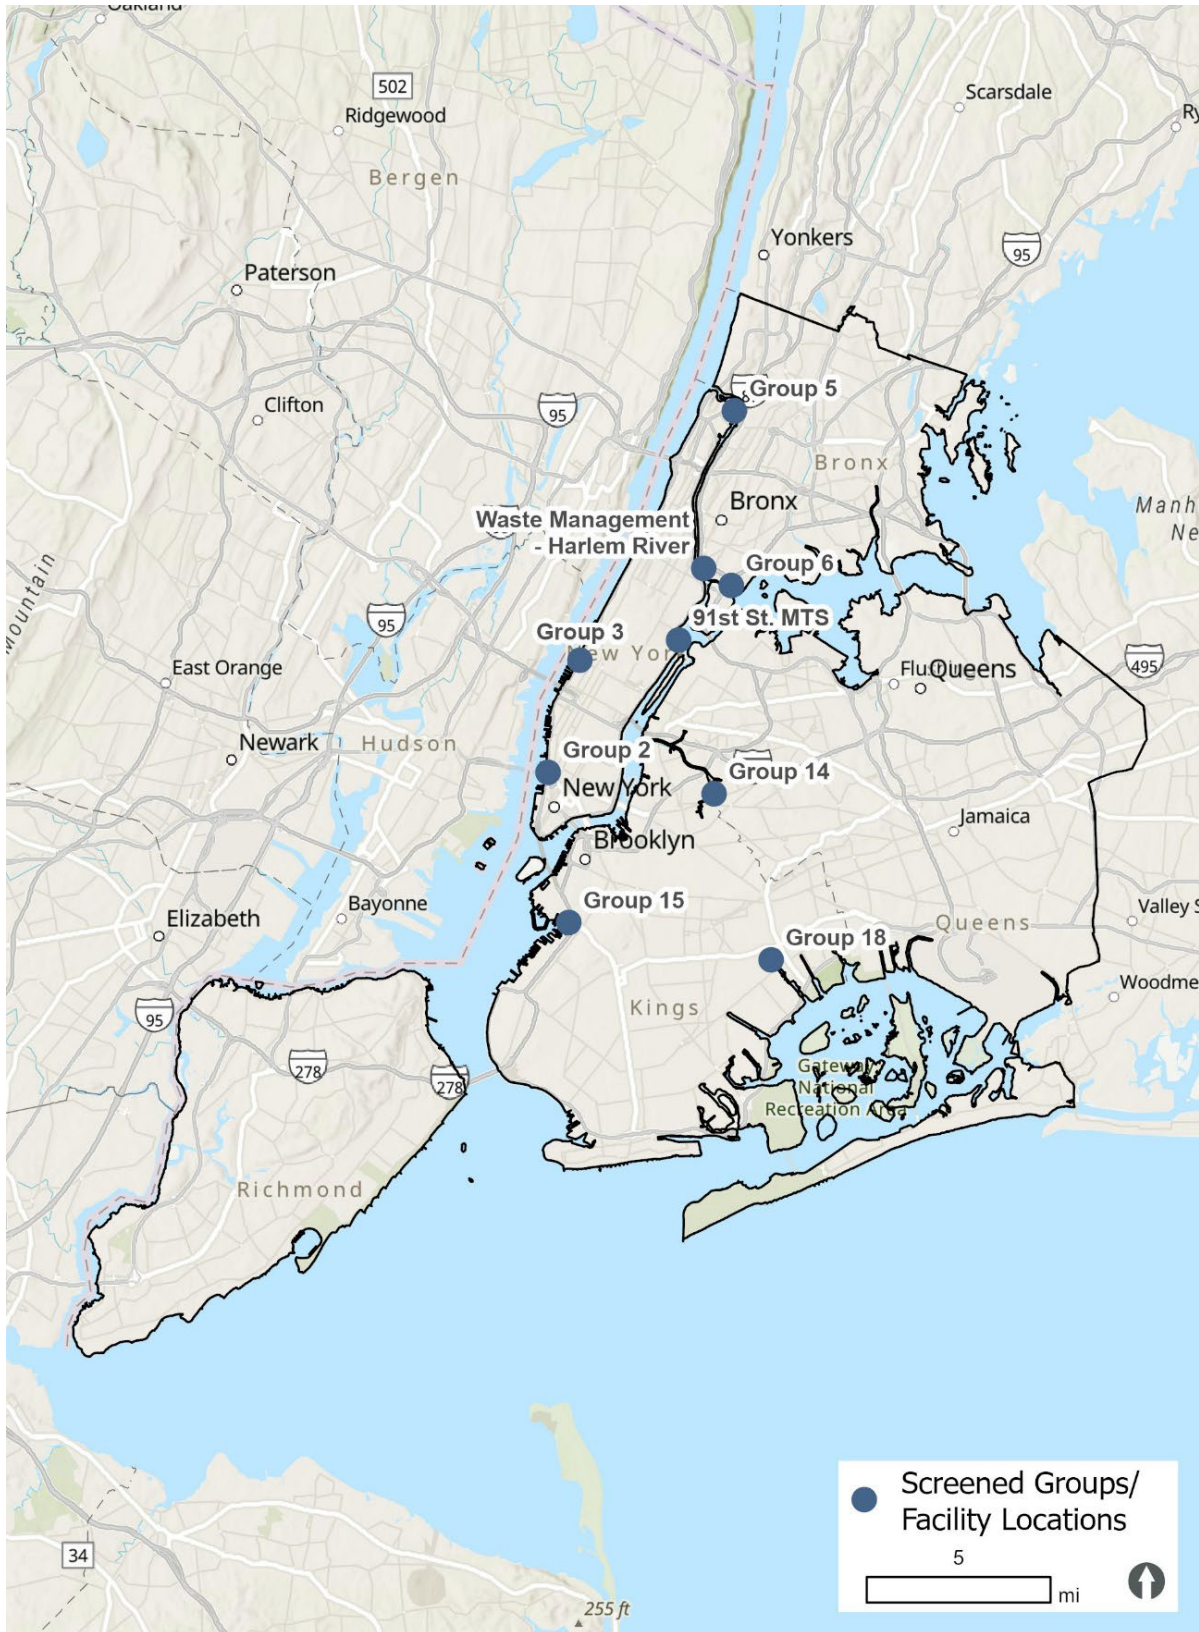 Oakland
502
Ridgewood
Scarsdale
Ry
Bergen
Yonkers
95
Paterson
Clifton
95
Group 5
Bronx
Bronx
Manh
Ne
Waste Management
- Harlem River
Group 6
Mountain
95
91st St. MTS
Group 3
New York
East Orange
495
Queens
Newark
Hudson
Group 2
Group 14
New York
Jamaica
Brooklyn
Bayonne
Group 15
Valley S
Elizabeth
Queens
Group 18
Woodme
95
Kings
278
278
Gateway
National
Recreation Area
Richmond
Screened Groups/
Facility Locations
5
mi
34
255 ft